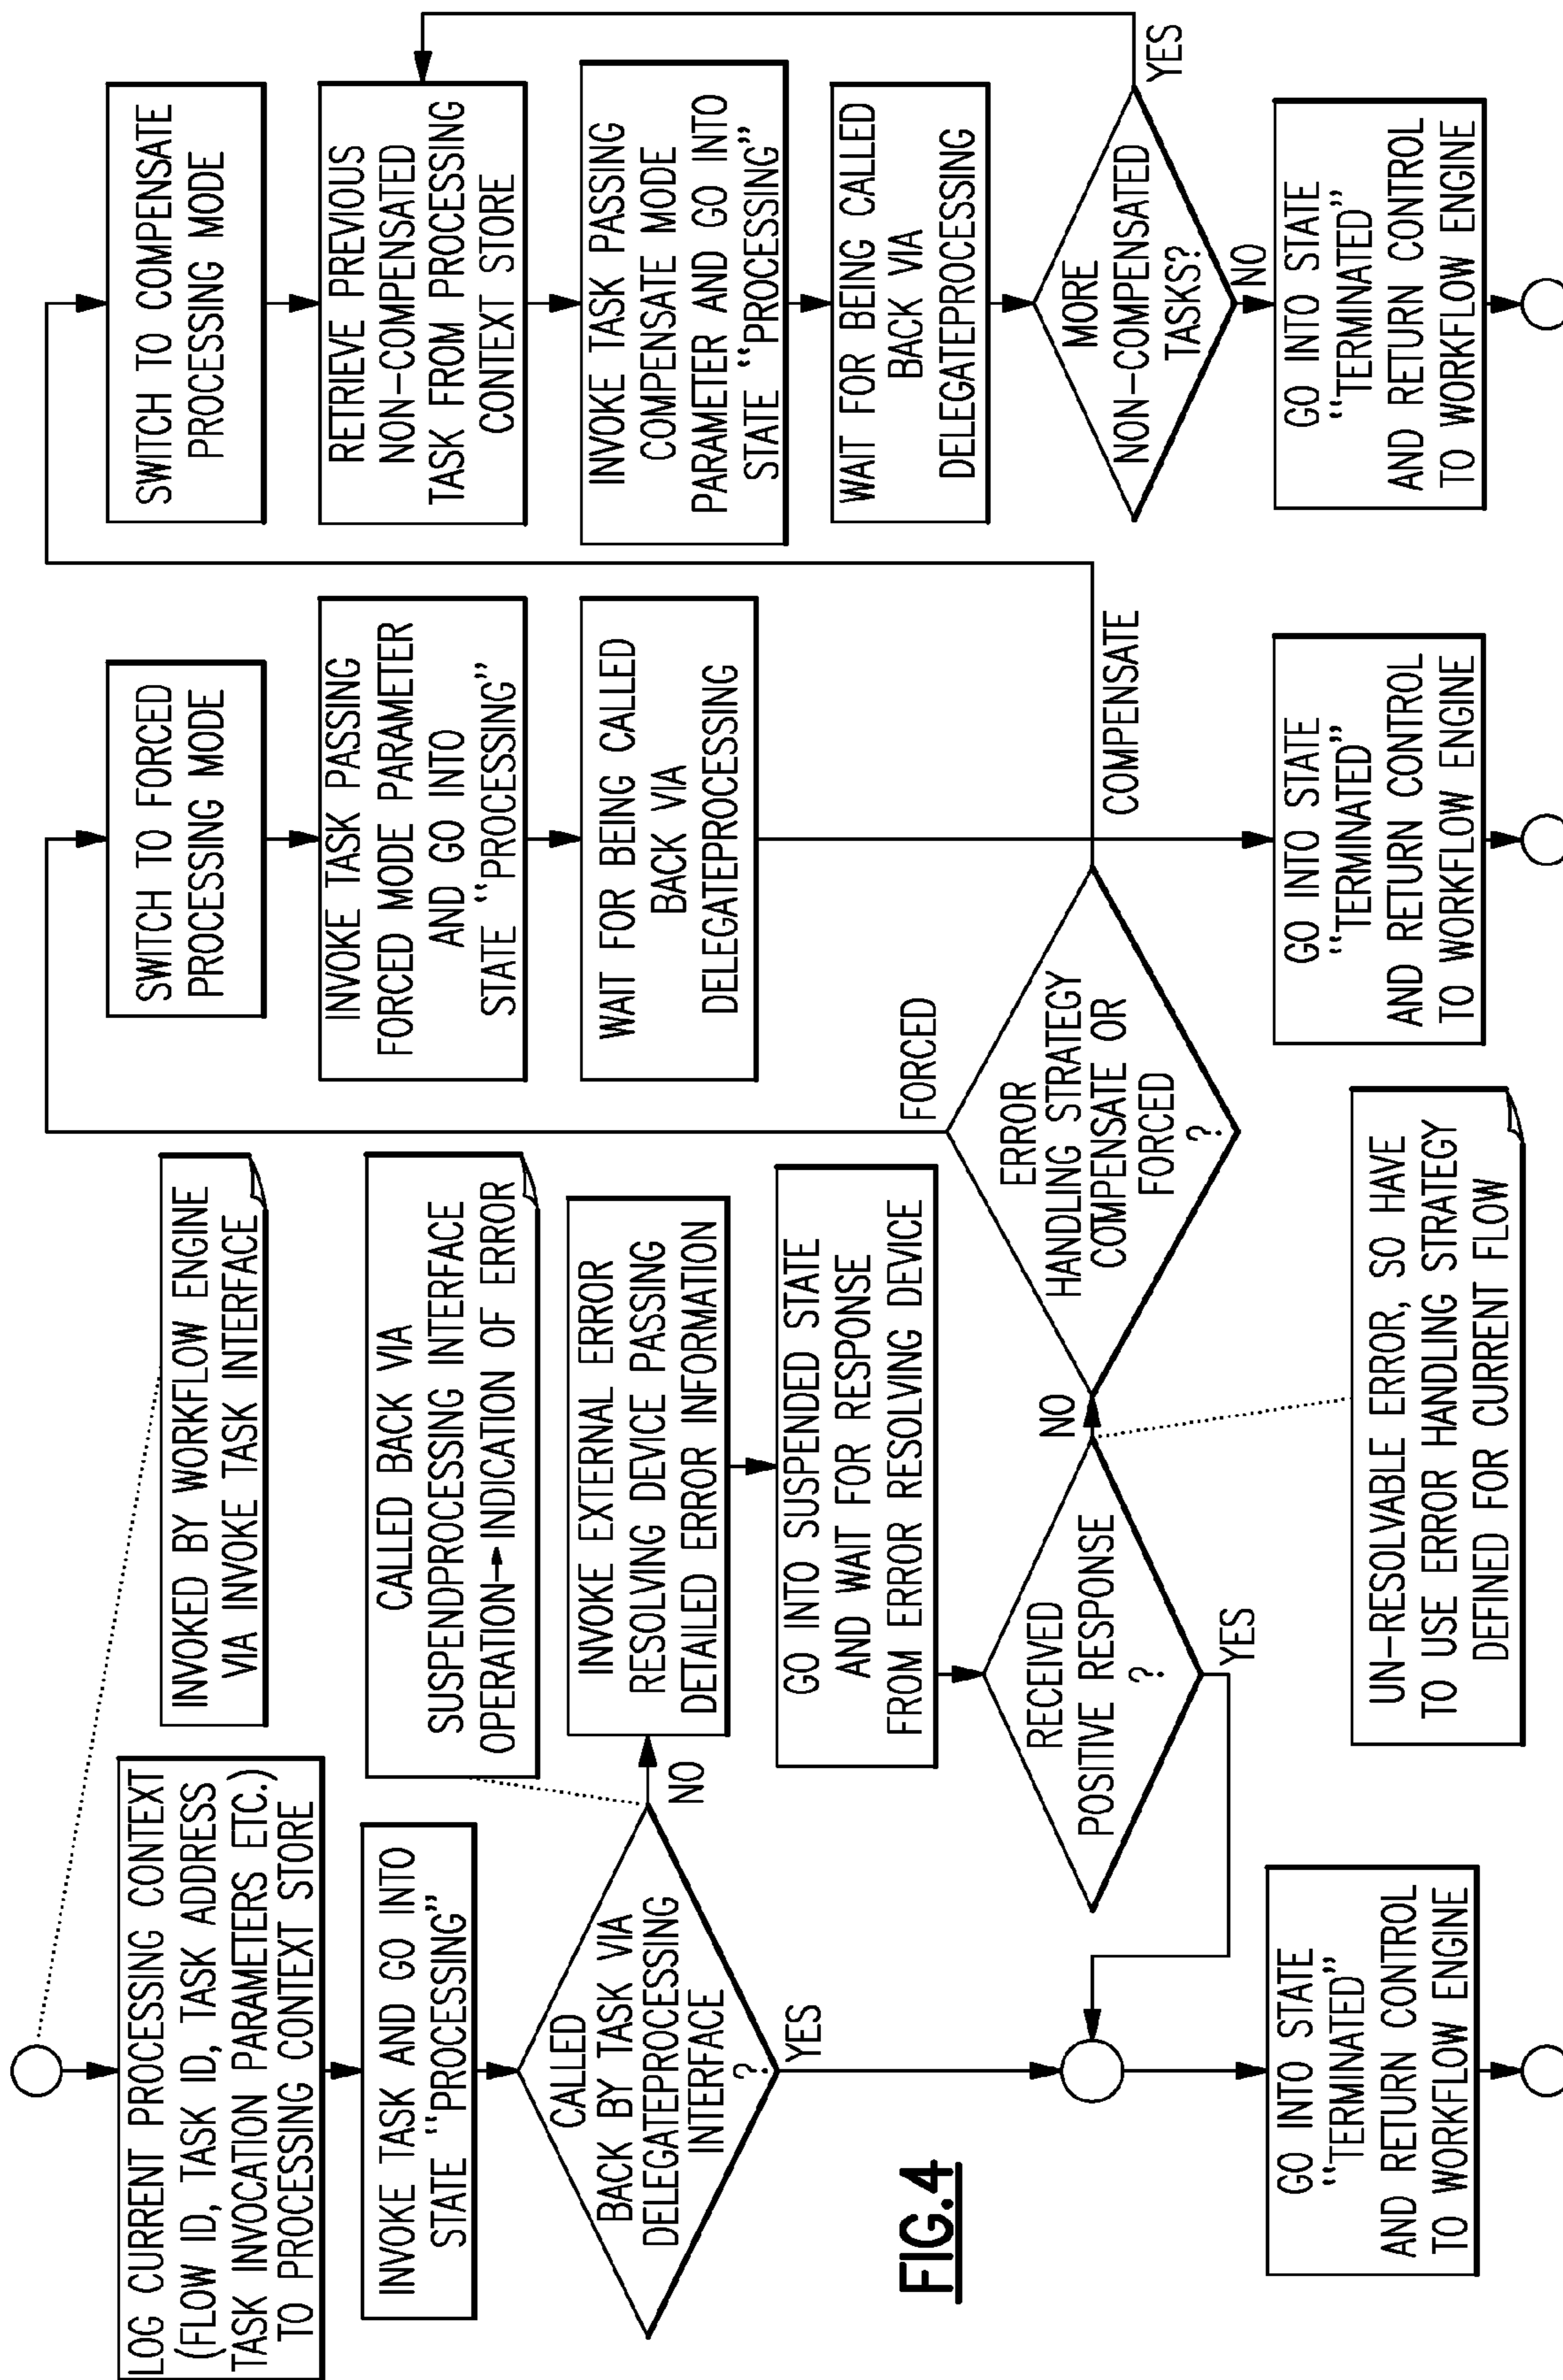 LOG CURRENT PROCESSING CONTEXT
(FLOW ID, TASK ID, TASK ADDRESS
TASK INVOCATION PARAMETERS ETC.)
TO PROCESSING CONTEXT STORE
INVOKED BY WORKFLOW ENGINE
VIA INVOKE TASK INTERFACE
INVOKE TASK AND GO INTO
STATE "PROCESSING"
CALLED
BACK BY TASK VIA
DELEGATEPROCESSING
INTERFACE
?
YES
NO
CALLED BACK VIA
SUSPENDPROCESSING INTERFACE
OPERATION→INDICATION OF ERROR
INVOKE EXTERNAL ERROR
RESOLVING DEVICE PASSING
DETAILED ERROR INFORMATION
GO INTO SUSPENDED STATE
AND WAIT FOR RESPONSE
FROM ERROR RESOLVING DEVICE
RECEIVED
POSITIVE RESPONSE
?
YES
NO
GO INTO STATE
"TERMINATED"
AND RETURN CONTROL
TO WORKFLOW ENGINE
UN-RESOLVABLE ERROR, SO HAVE
TO USE ERROR HANDLING STRATEGY
DEFINED FOR CURRENT FLOW
ERROR
HANDLING STRATEGY
COMPENSATE OR
FORCED
?
FORCED
COMPENSATE
SWITCH TO FORCED
PROCESSING MODE
INVOKE TASK PASSING
FORCED MODE PARAMETER
AND GO INTO
STATE "PROCESSING"
WAIT FOR BEING CALLED
BACK VIA
DELEGATEPROCESSING
GO INTO STATE
"TERMINATED"
AND RETURN CONTROL
TO WORKFLOW ENGINE
SWITCH TO COMPENSATE
PROCESSING MODE
RETRIEVE PREVIOUS
NON-COMPENSATED
TASK FROM PROCESSING
CONTEXT STORE
INVOKE TASK PASSING
COMPENSATE MODE
PARAMETER AND GO INTO
STATE "PROCESSING"
WAIT FOR BEING CALLED
BACK VIA
DELEGATEPROCESSING
MORE
NON-COMPENSATED
TASKS?
YES
NO
GO INTO STATE
"TERMINATED"
AND RETURN CONTROL
TO WORKFLOW ENGINE
FIG.4